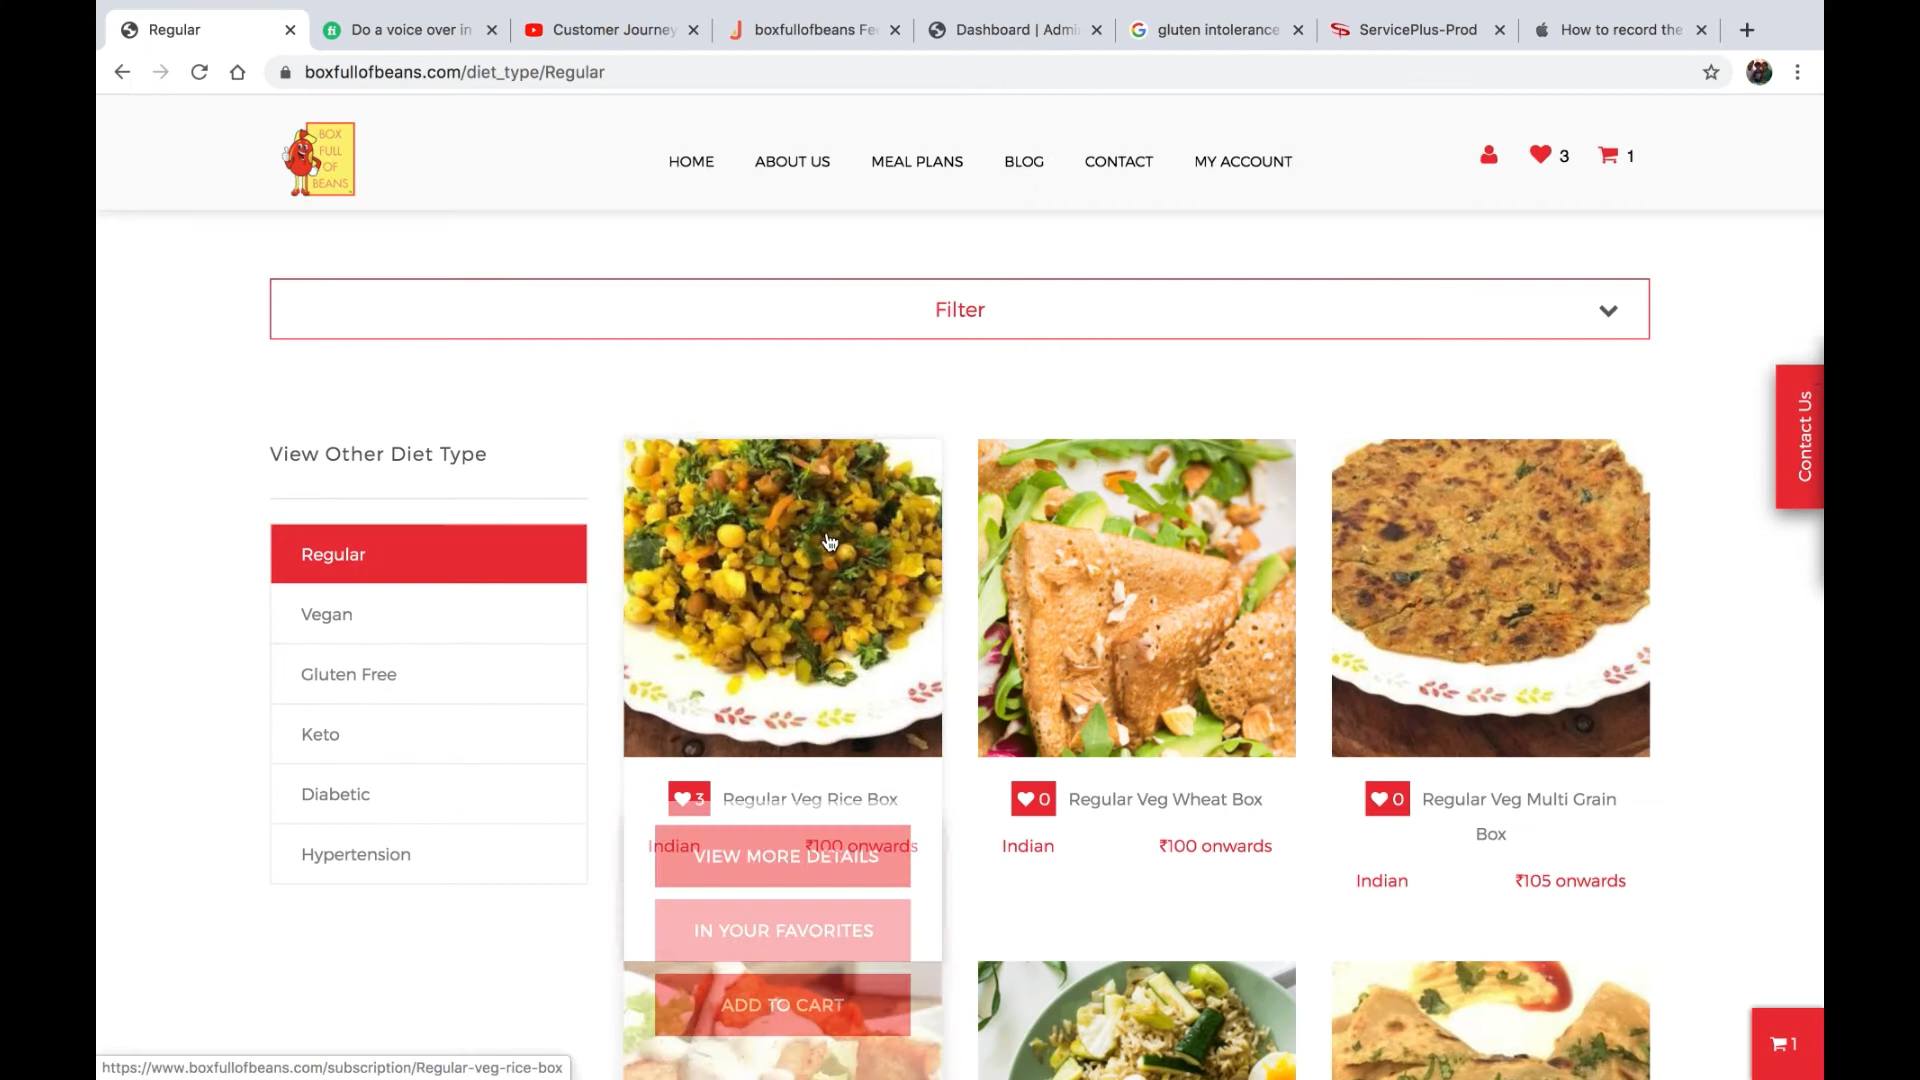 Regular
Do a voice over in
Customer Journey
boxfullofbeans Fe
Dashboard | Admi
gluten intolerance
ServicePlus-Prod
How to record the
boxfullofbeans.com/diet_type/Regular
BOX
FULL
OF
BEANS
HOME
ABOUT US
MEAL PLANS
BLOG
CONTACT
MY ACCOUNT
3
1
Filter
Contact Us
View Other Diet Type
Regular
Vegan
Gluten Free
Keto
Diabetic
Hypertension
3 Regular Veg Rice Box
Indian ₹100 onwards
VIEW MORE DETAILS
IN YOUR FAVORITES
ADD TO CART
0 Regular Veg Wheat Box
Indian ₹100 onwards
0 Regular Veg Multi Grain
Box
Indian ₹105 onwards
1
https://www.boxfullofbeans.com/subscription/Regular-veg-rice-box